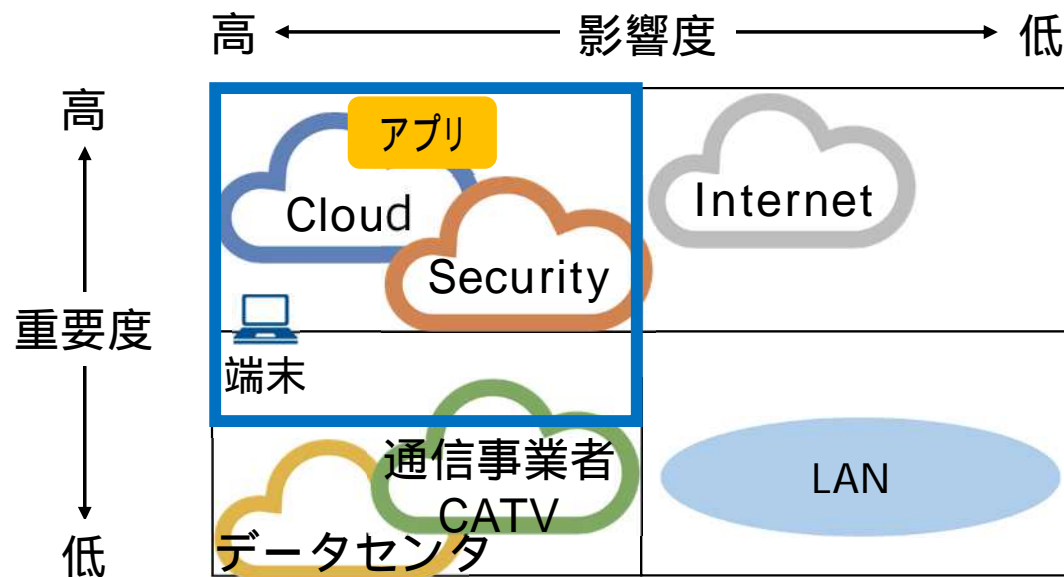 高 影響度 低
高
アプリ
Cloud
Internet
Security
重要度
端末
通信事業者
CATV
LAN
データセンタ
低